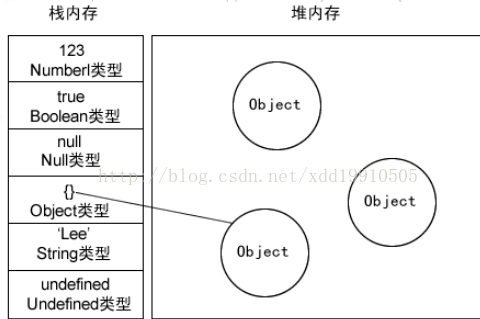 栈内存
堆内存
123
Numberl类型
true
Boolean类型
null
Null类型
{}
Object类型
‘Lee’
String类型
undefined
Undefined类型
Object
Object
Object
http://blog.csdn.net/xdd19910505